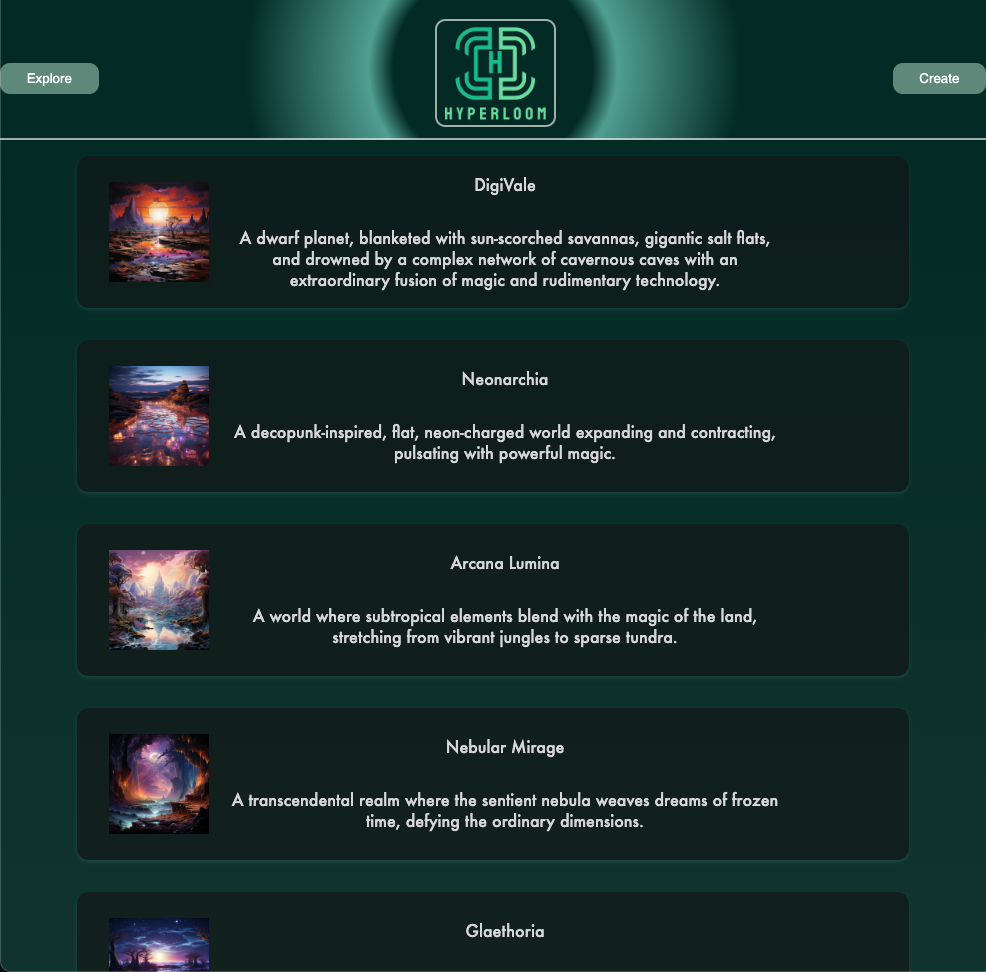 H
HYPERLOOM
Explore
Create
DigiVale
A dwarf planet, blanketed with sun-scorched savannas, gigantic salt flats,
and drowned by a complex network of cavernous caves with an
extraordinary fusion of magic and rudimentary technology.
Neonarchia
A decopunk-inspired, flat, neon-charged world expanding and contracting,
pulsating with powerful magic.
Arcana Lumina
A world where subtropical elements blend with the magic of the land,
stretching from vibrant jungles to sparse tundra.
Nebular Mirage
A transcendental realm where the sentient nebula weaves dreams of frozen
time, defying the ordinary dimensions.
Glaethoria